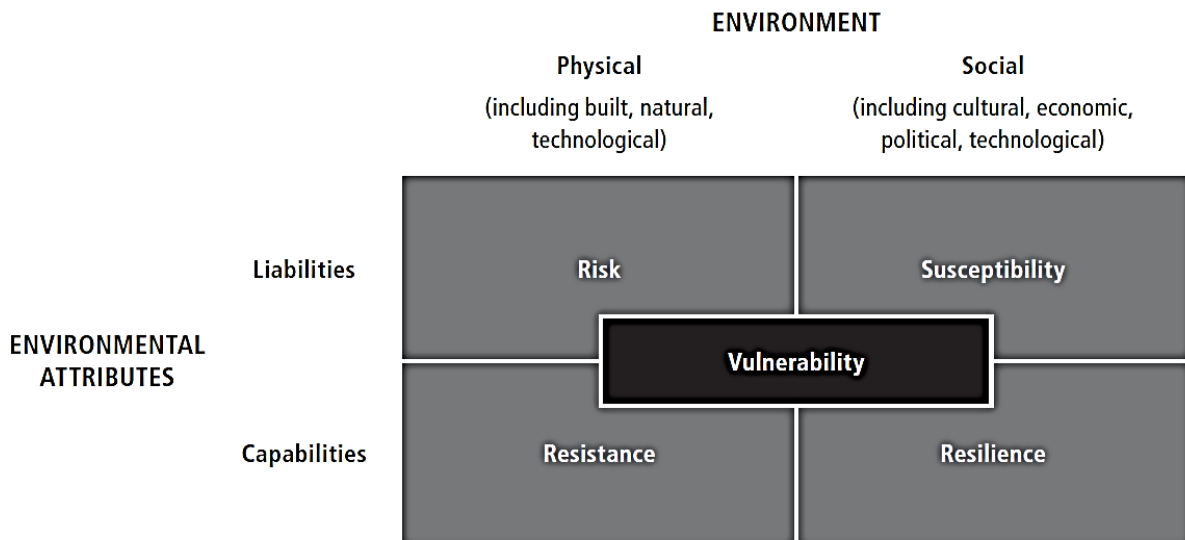 ENVIRONMENT
Physical
Social
(including built, natural,
technological)
(including cultural, economic,
political, technological)
Liabilities
Risk
Susceptibility
ENVIRONMENTAL
ATTRIBUTES
Vulnerability
Capabilities
Resistance
Resilience